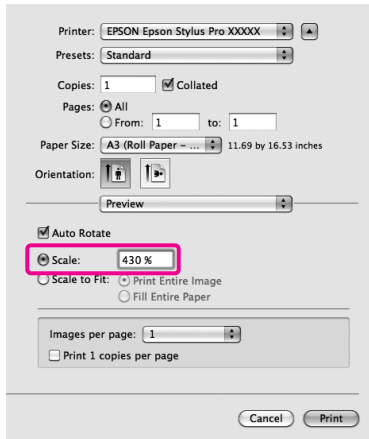 Printer: EPSON Epson Stylus Pro XXXXX
Presets: Standard
Copies: 1 Collated
Pages: All
From: 1 to: 1
Paper Size: A3 (Roll Paper – ... 11.69 by 16.53 inches
Orientation:
Preview
Auto Rotate
Scale: 430 %
Scale to Fit: Print Entire Image
Fill Entire Paper
Images per page: 1
Print 1 copies per page
Cancel Print